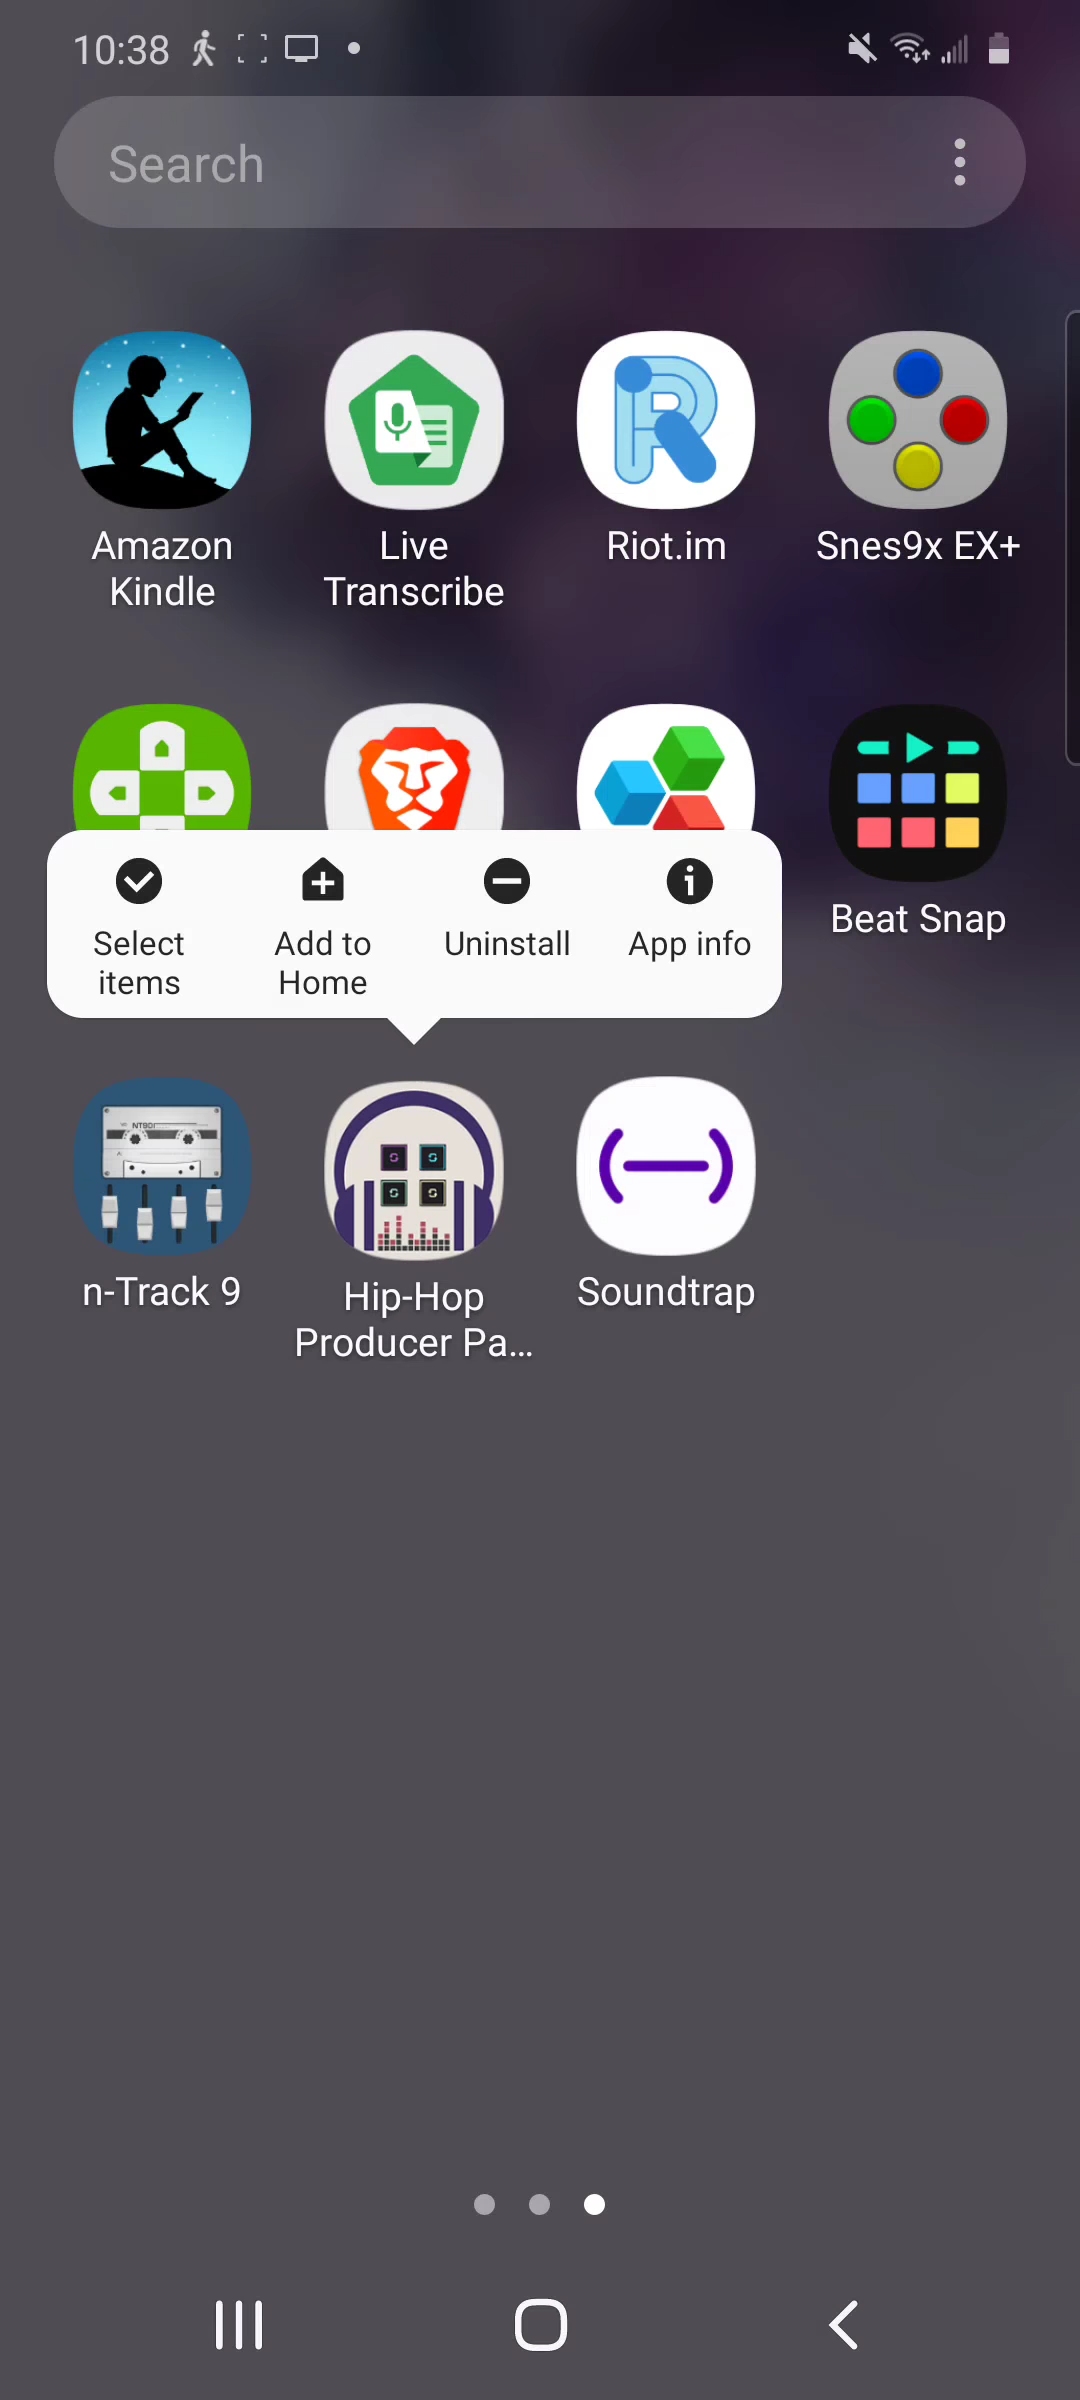 10:38
Search
Amazon
Kindle
Live
Transcribe
Riot.im
Snes9x EX+
Select
items
Add to
Home
Uninstall
App info
Beat Snap
n-Track 9
Hip-Hop
Producer Pa...
Soundtrap